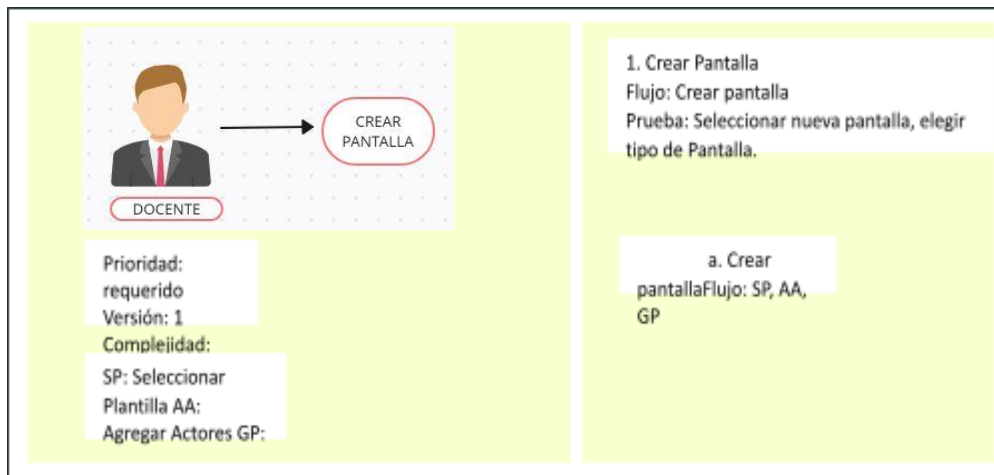 CREAR
PANTALLA
DOCENTE
Prioridad:
requerido
Versión: 1
Complejidad:
SP: Seleccionar
Plantilla AA:
Agregar Actores GP:
1. Crear Pantalla
Flujo: Crear pantalla
Prueba: Seleccionar nueva pantalla, elegir
tipo de Pantalla.
a. Crear
pantallaFlujo: SP, AA,
GP